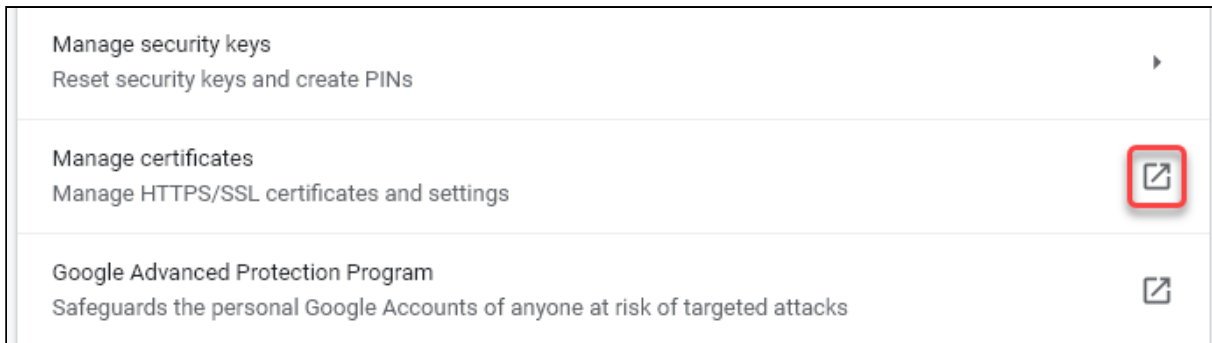 Manage security keys
Reset security keys and create PINs
Manage certificates
Manage HTTPS/SSL certificates and settings
Google Advanced Protection Program
Safeguards the personal Google Accounts of anyone at risk of targeted attacks